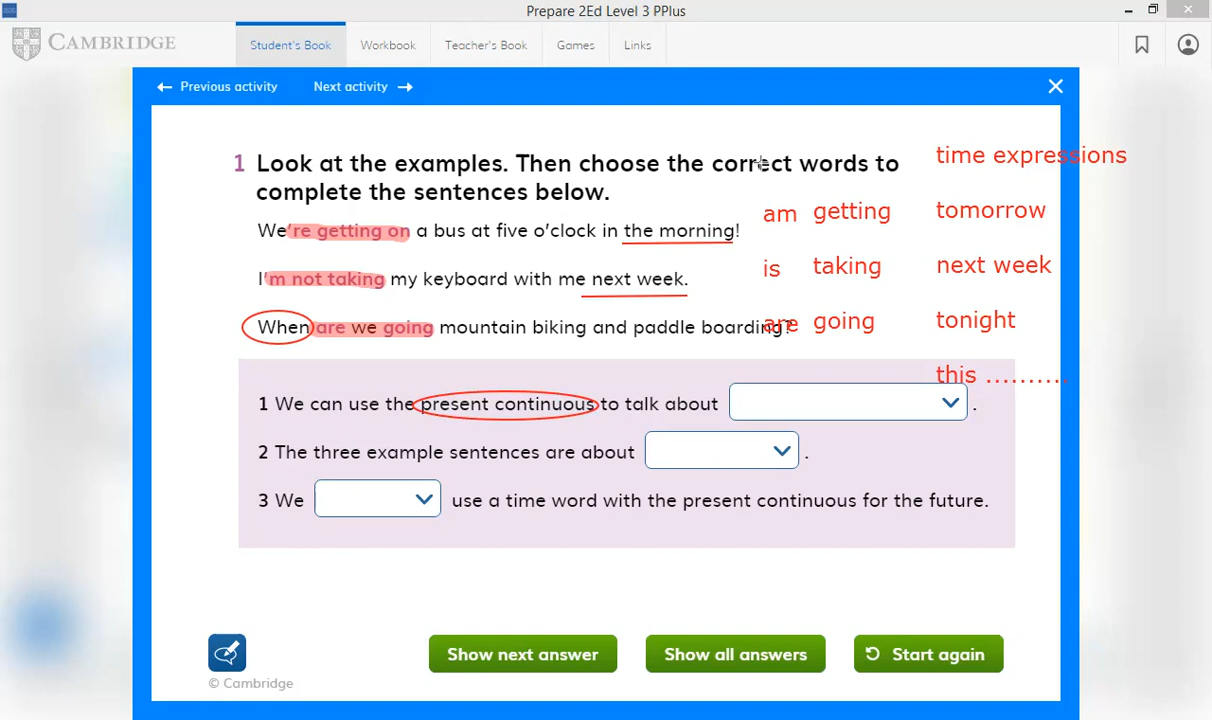 Prepare 2Ed Level 3 PPlus
CAMBRIDGE Student's Book Workbook Teacher's Book Games Links
Previous activity Next activity
1 Look at the examples. Then choose the correct words to
complete the sentences below.
We're getting on a bus at five o'clock in the morning!
I'm not taking my keyboard with me next week.
When are we going mountain biking and paddle boarding?
am getting
is taking
are going
time expressions
tomorrow
next week
tonight
this ..........
1 We can use the present continuous to talk about .
2 The three example sentences are about .
3 We use a time word with the present continuous for the future.
Show next answer Show all answers Start again
© Cambridge